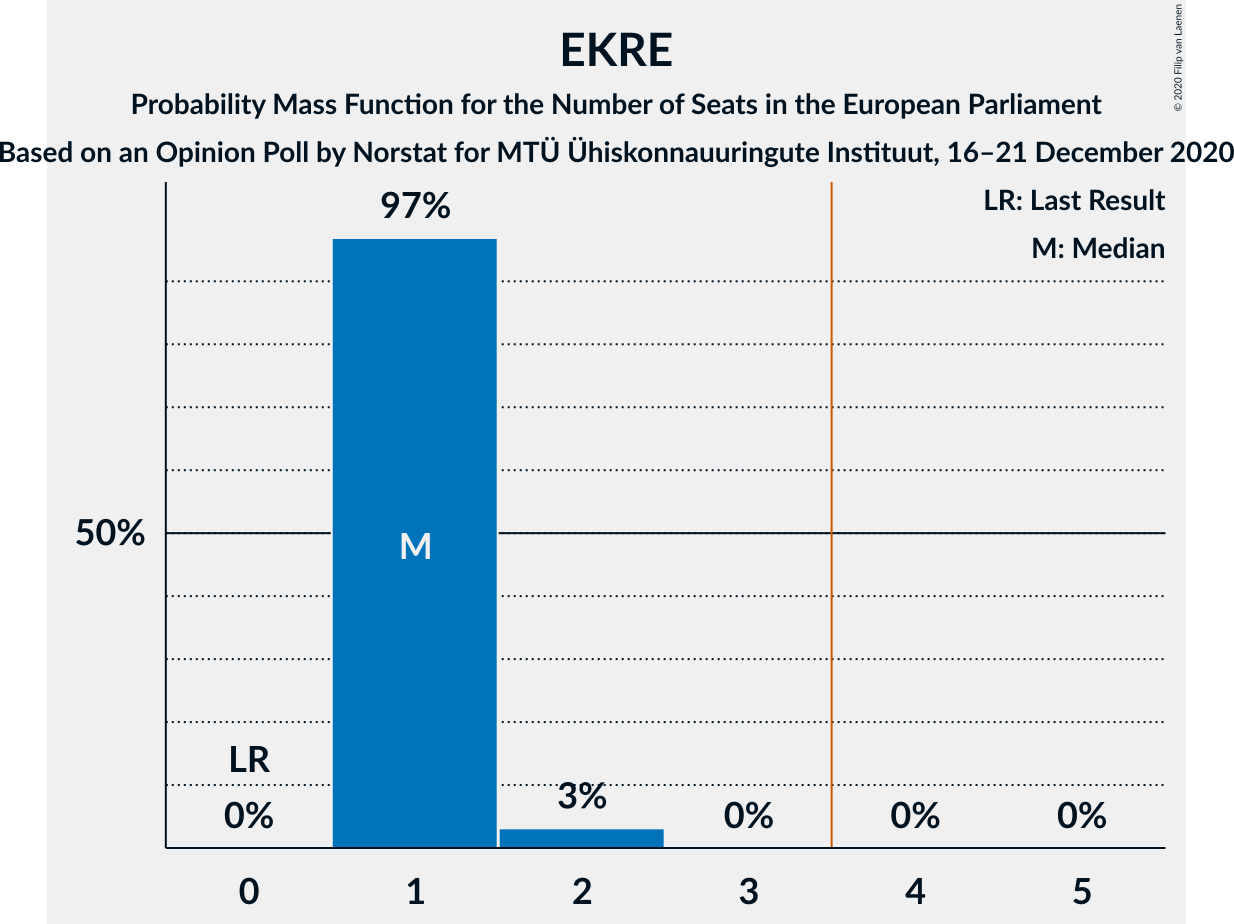 EKRE
© 2020 Filip van Laenen
Probability Mass Function for the Number of Seats in the European Parliament
Based on an Opinion Poll by Norstat for MTÜ Ühiskonnauuringute Instituut, 16–21 December 2020
LR: Last Result
M: Median
97%
50%
M
LR
0%
3%
0%
0%
0%
0
1
2
3
4
5